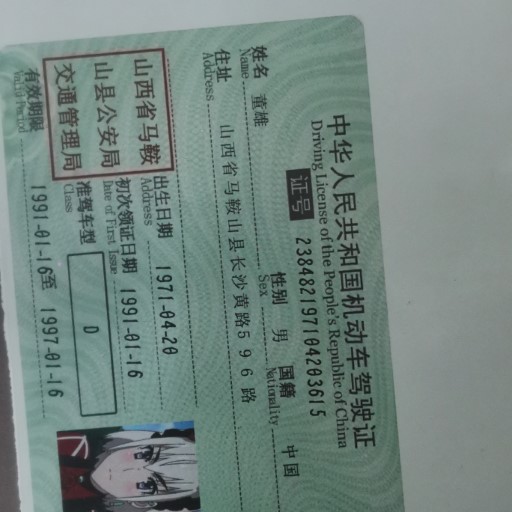 中华人民共和国机动车驾驶证
Driving License of the People's Republic of China
证号 238482197104203615
姓名 董雄 性别 男 国籍 中国
Name Sex Nationality
住址 山西省马鞍山县长沙黄路596路
Address
山西省马鞍
山县公安局
交通管理局
出生日期 1971-04-20
Address
初次领证日期 1991-01-16
Date of First Issue
准驾车型 D
Class
有效期限 1991-01-16至 1997-01-16
Valid Period